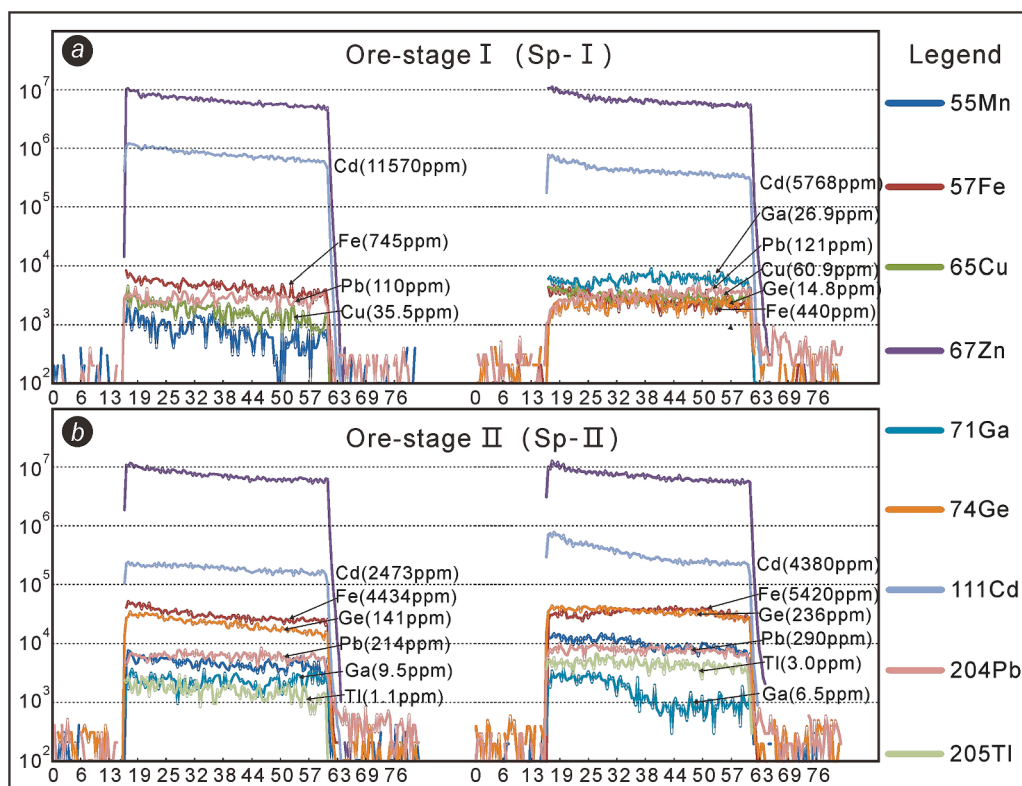 a
Ore-stage Ⅰ (Sp-Ⅰ)
Legend
10⁷
10⁶
10⁵
10⁴
10³
10²
Cd(11570ppm)
Fe(745ppm)
Pb(110ppm)
Cu(35.5ppm)
Cd(5768ppm)
Ga(26.9ppm)
Pb(121ppm)
Cu(60.9ppm)
Ge(14.8ppm)
Fe(440ppm)
0 6 13 19 25 32 38 44 50 57 63 69 76
0 6 13 19 25 32 38 44 50 57 63 69 76
b
Ore-stage Ⅱ (Sp-Ⅱ)
10⁷
10⁶
10⁵
10⁴
10³
10²
Cd(2473ppm)
Fe(4434ppm)
Ge(141ppm)
Pb(214ppm)
Ga(9.5ppm)
TI(1.1ppm)
Cd(4380ppm)
Fe(5420ppm)
Ge(236ppm)
Pb(290ppm)
TI(3.0ppm)
Ga(6.5ppm)
0 6 13 19 25 32 38 44 50 57 63 69 76
0 6 13 19 25 32 38 44 50 57 63 69 76
55Mn
57Fe
65Cu
67Zn
71Ga
74Ge
111Cd
204Pb
205TI